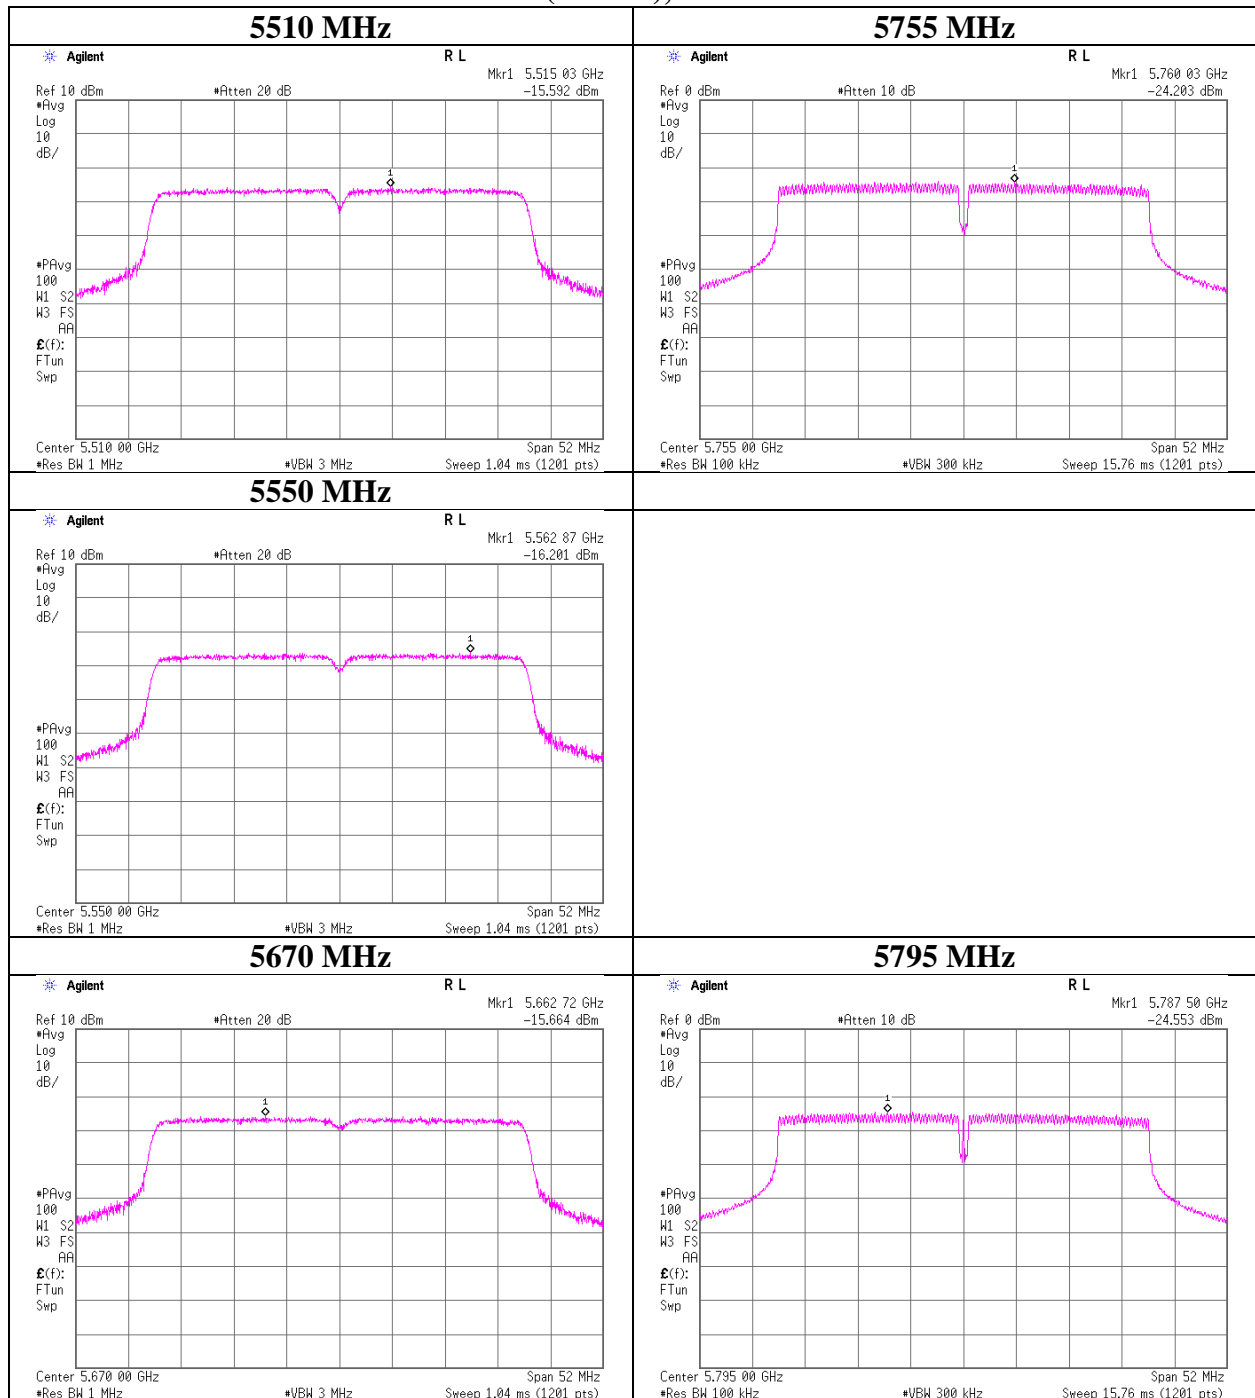 5510 MHz
Agilent R L
Mkr1 5.515 03 GHz
Ref 10 dBm #Atten 20 dB -15.592 dBm
#Avg
Log
10
dB/
1
#PAvg
100
W1 S2
W3 FS
AA
£(f):
FTun
Swp
Center 5.510 00 GHz Span 52 MHz
#Res BW 1 MHz #VBW 3 MHz Sweep 1.04 ms (1201 pts)
5755 MHz
Agilent R L
Mkr1 5.760 03 GHz
Ref 0 dBm #Atten 10 dB -24.203 dBm
#Avg
Log
10
dB/
1
#PAvg
100
W1 S2
W3 FS
AA
£(f):
FTun
Swp
Center 5.755 00 GHz Span 52 MHz
#Res BW 100 kHz #VBW 300 kHz Sweep 15.76 ms (1201 pts)
5550 MHz
Agilent R L
Mkr1 5.562 87 GHz
Ref 10 dBm #Atten 20 dB -16.201 dBm
#Avg
Log
10
dB/
1
#PAvg
100
W1 S2
W3 FS
AA
£(f):
FTun
Swp
Center 5.550 00 GHz Span 52 MHz
#Res BW 1 MHz #VBW 3 MHz Sweep 1.04 ms (1201 pts)
5670 MHz
Agilent R L
Mkr1 5.662 72 GHz
Ref 10 dBm #Atten 20 dB -15.664 dBm
#Avg
Log
10
dB/
1
#PAvg
100
W1 S2
W3 FS
AA
£(f):
FTun
Swp
Center 5.670 00 GHz Span 52 MHz
#Res BW 1 MHz #VBW 3 MHz Sweep 1.04 ms (1201 pts)
5795 MHz
Agilent R L
Mkr1 5.787 50 GHz
Ref 0 dBm #Atten 10 dB -24.553 dBm
#Avg
Log
10
dB/
1
#PAvg
100
W1 S2
W3 FS
AA
£(f):
FTun
Swp
Center 5.795 00 GHz Span 52 MHz
#Res BW 100 kHz #VBW 300 kHz Sweep 15.76 ms (1201 pts)